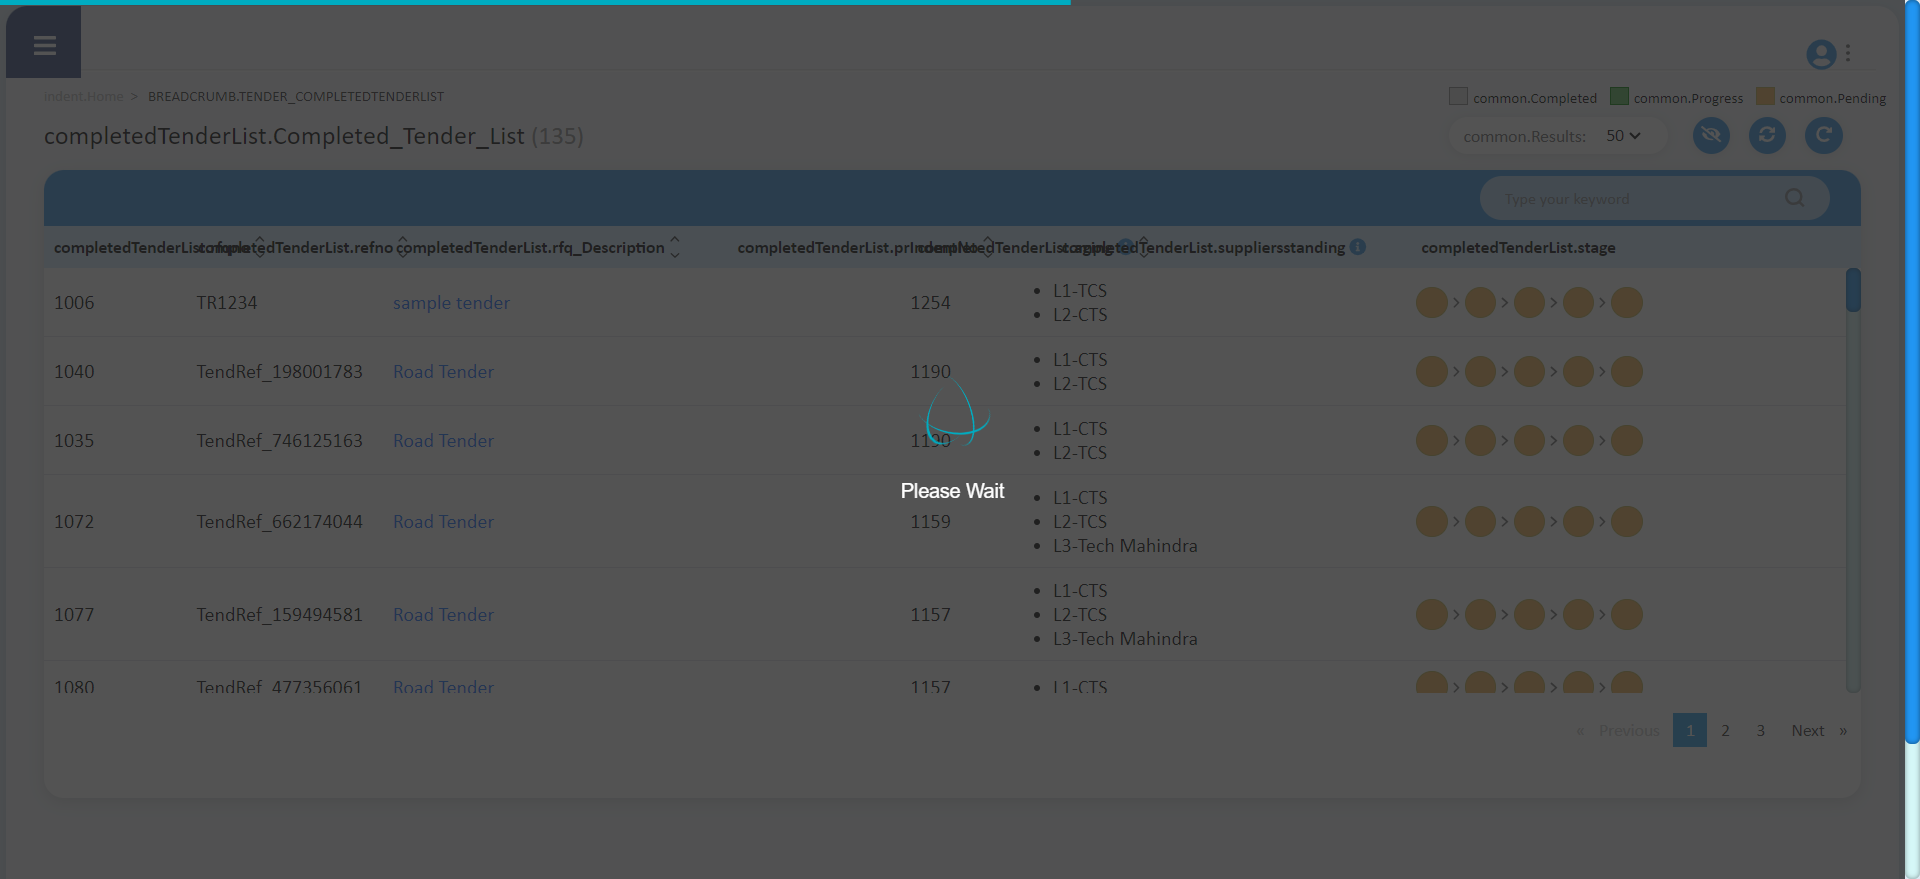 indent.Home > BREADCRUMB.TENDER_COMPLETEDTENDERLIST
common.Completed common.Progress common.Pending
completedTenderList.Completed_Tender_List (135)
common.Results: 50
Type your keyword
completedTenderList.refno completedTenderList.rfq_Description completedTenderList.suppliersstanding completedTenderList.stage
1006 TR1234 sample tender 1254
L1-TCS
L2-CTS
1040 TendRef_198001783 Road Tender 1190
L1-CTS
L2-TCS
1035 TendRef_746125163 Road Tender 1190
L1-CTS
L2-TCS
Please Wait
1072 TendRef_662174044 Road Tender 1159
L1-CTS
L2-TCS
L3-Tech Mahindra
1077 TendRef_159494581 Road Tender 1157
L1-CTS
L2-TCS
L3-Tech Mahindra
1080 TendRef_477356061 Road Tender 1157
L1-CTS
« Previous 1 2 3 Next »